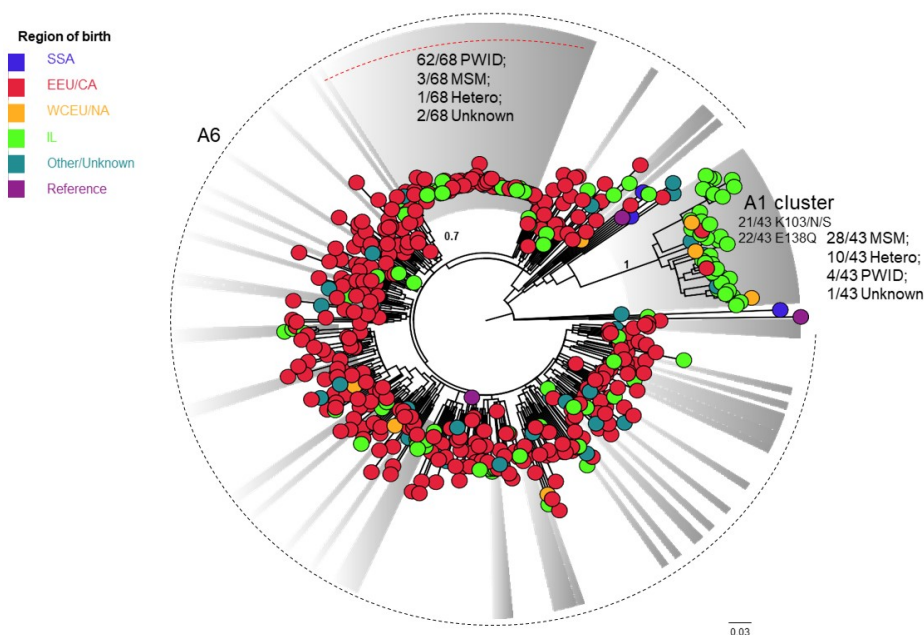 Region of birth
SSA
EEU/CA
WCEU/NA
IL
Other/Unknown
Reference
A6
62/68 PWID;
3/68 MSM;
1/68 Hetero;
2/68 Unknown
0.7
A1 cluster
21/43 K103/N/S
22/43 E138Q
28/43 MSM;
10/43 Hetero;
4/43 PWID;
1/43 Unknown
1
0.03